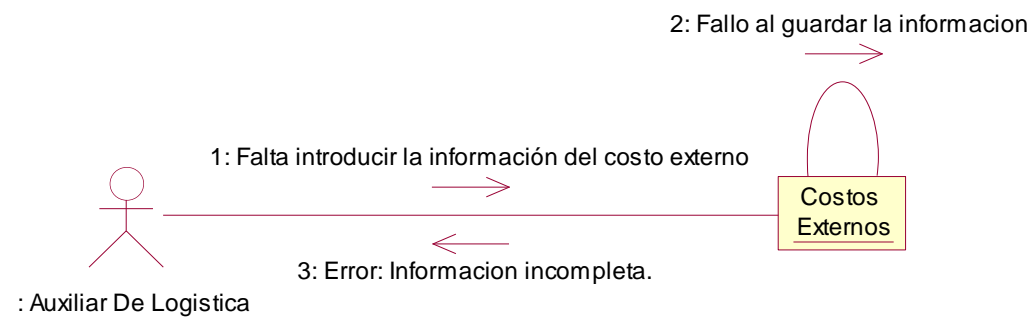 2: Fallo al guardar la informacion
1: Falta introducir la información del costo externo
Costos
Externos
3: Error: Informacion incompleta.
: Auxiliar De Logistica